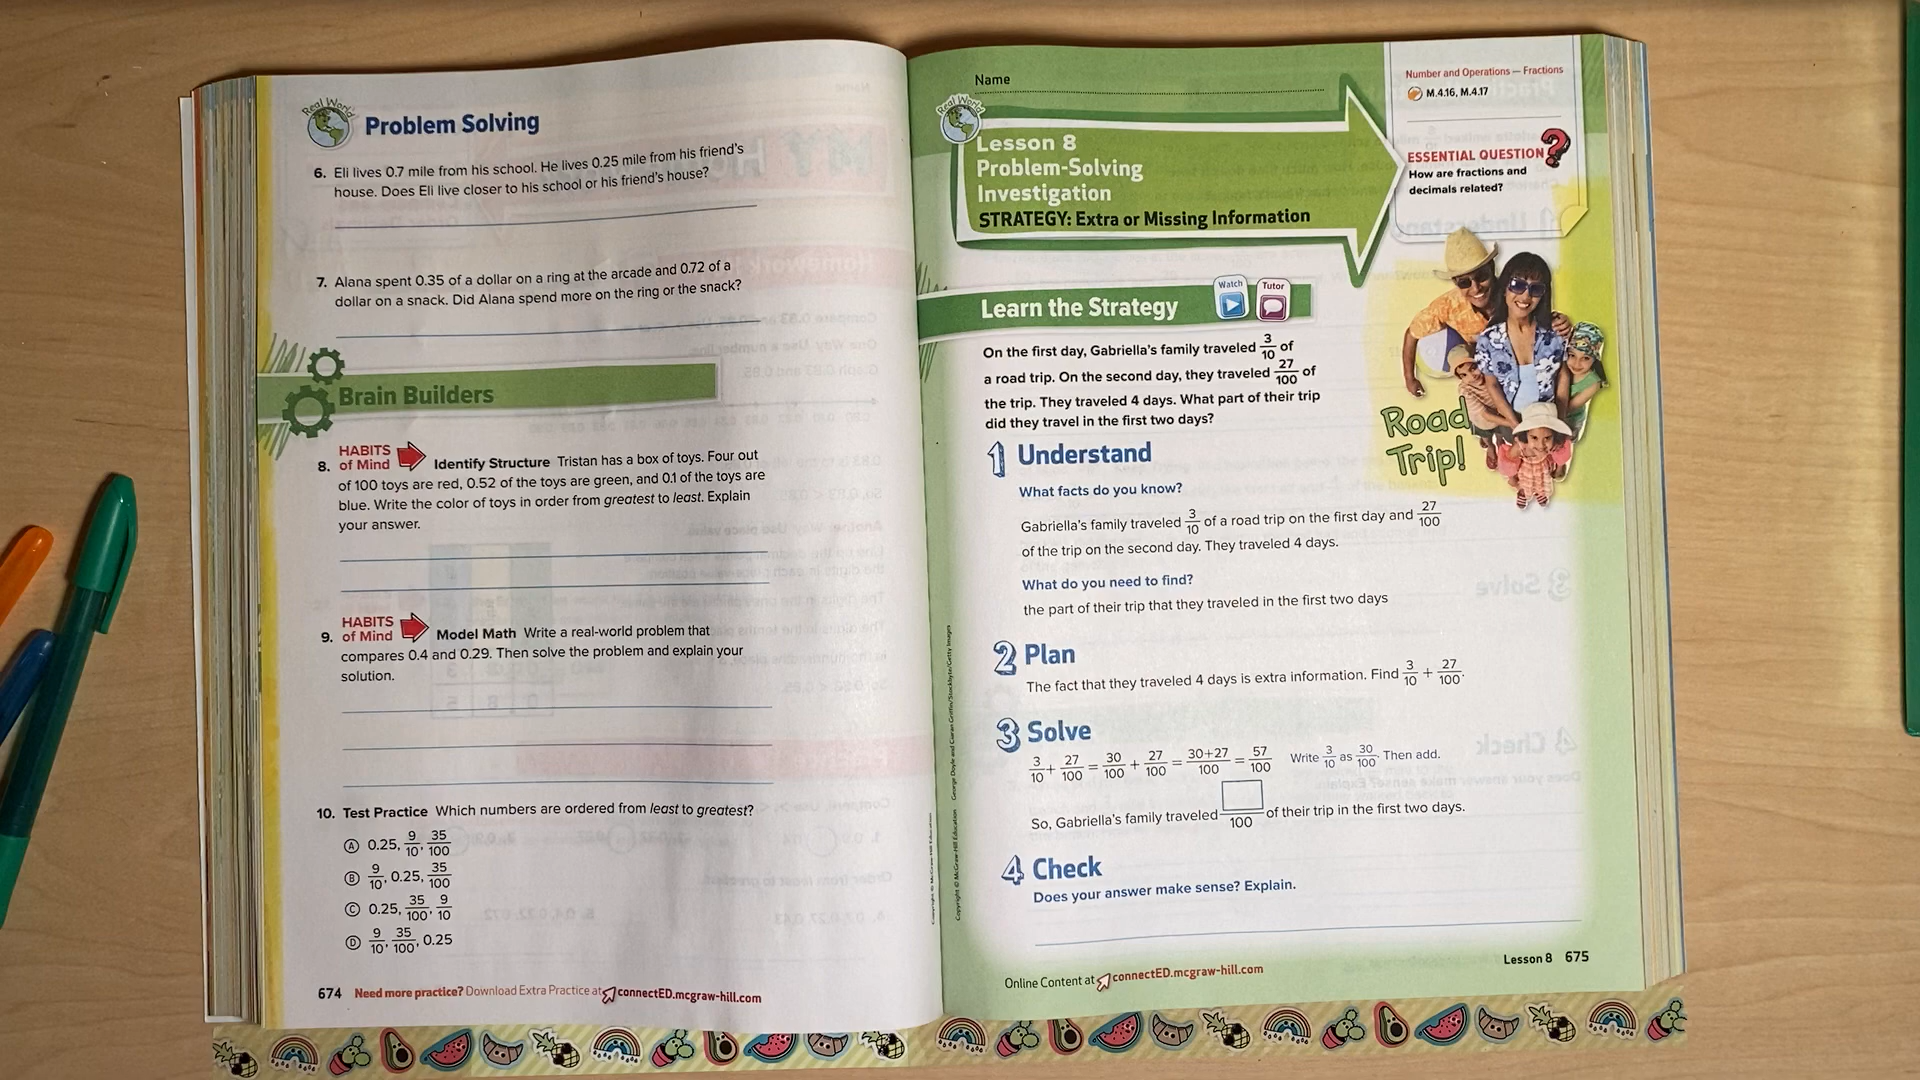 Real World
Problem Solving
6. Eli lives 0.7 mile from his school. He lives 0.25 mile from his friend's
house. Does Eli live closer to his school or his friend's house?
7. Alana spent 0.35 of a dollar on a ring at the arcade and 0.72 of a
dollar on a snack. Did Alana spend more on the ring or the snack?
Brain Builders
HABITS
8. of Mind Identify Structure Tristan has a box of toys. Four out
of 100 toys are red, 0.52 of the toys are green, and 0.1 of the toys are
blue. Write the color of toys in order from greatest to least. Explain
your answer.
HABITS
9. of Mind Model Math Write a real-world problem that
compares 0.4 and 0.29. Then solve the problem and explain your
solution.
10. Test Practice Which numbers are ordered from least to greatest?
A 0.25, 9/10, 35/100
B 9/10, 0.25, 35/100
C 0.25, 35/100, 9/10
D 9/10, 35/100, 0.25
674 Need more practice? Download Extra Practice at connectED.mcgraw-hill.com
Copyright © McGraw-Hill Education
Name
Number and Operations — Fractions
M.4.16, M.4.17
Real World
Lesson 8
Problem-Solving
Investigation
STRATEGY: Extra or Missing Information
ESSENTIAL QUESTION
?
How are fractions and
decimals related?
Learn the Strategy
Watch
Tutor
On the first day, Gabriella's family traveled 3/10 of
a road trip. On the second day, they traveled 27/100 of
the trip. They traveled 4 days. What part of their trip
did they travel in the first two days?
Road
Trip!
1 Understand
What facts do you know?
Gabriella's family traveled 3/10 of a road trip on the first day and 27/100
of the trip on the second day. They traveled 4 days.
What do you need to find?
the part of their trip that they traveled in the first two days
2 Plan
The fact that they traveled 4 days is extra information. Find 3/10 + 27/100.
3 Solve
3/10 + 27/100 = 30/100 + 27/100 = 30+27/100 = 57/100 Write 3/10 as 30/100. Then add.
So, Gabriella's family traveled /100 of their trip in the first two days.
4 Check
Does your answer make sense? Explain.
Copyright © McGraw-Hill Education
Online Content at connectED.mcgraw-hill.com
Lesson 8 675